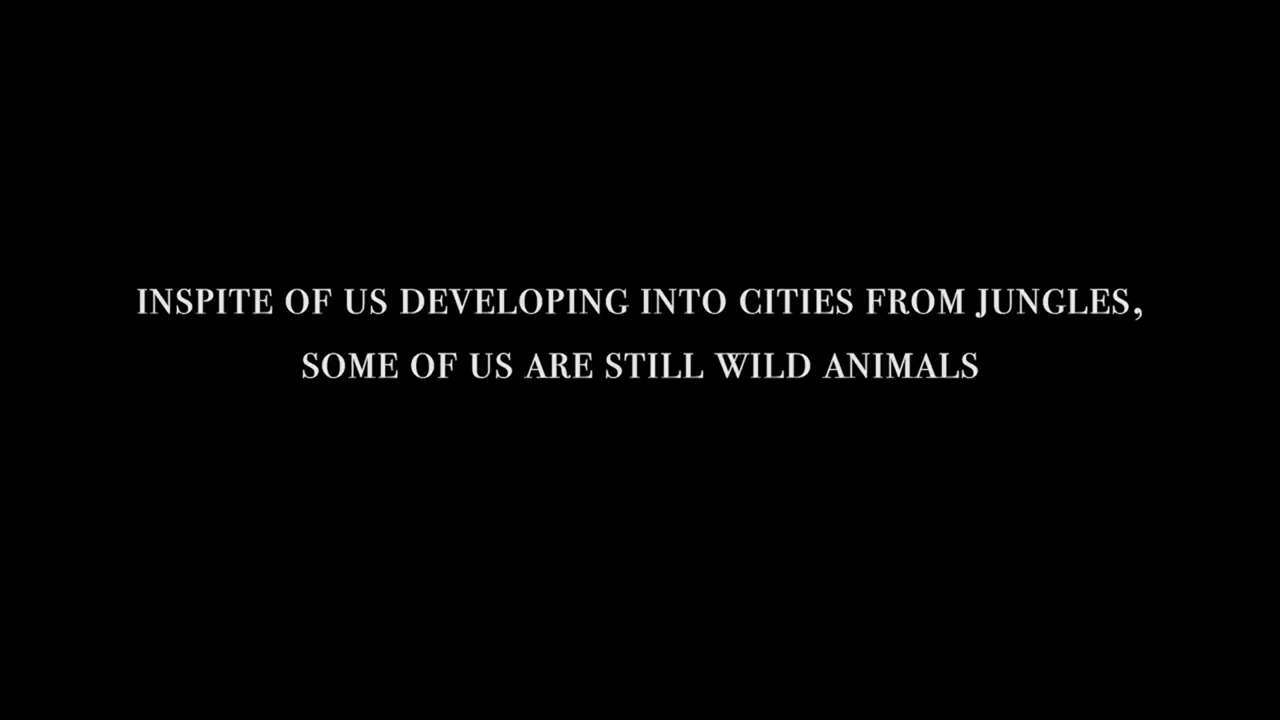 INSPITE OF US DEVELOPING INTO CITIES FROM JUNGLES,
SOME OF US ARE STILL WILD ANIMALS